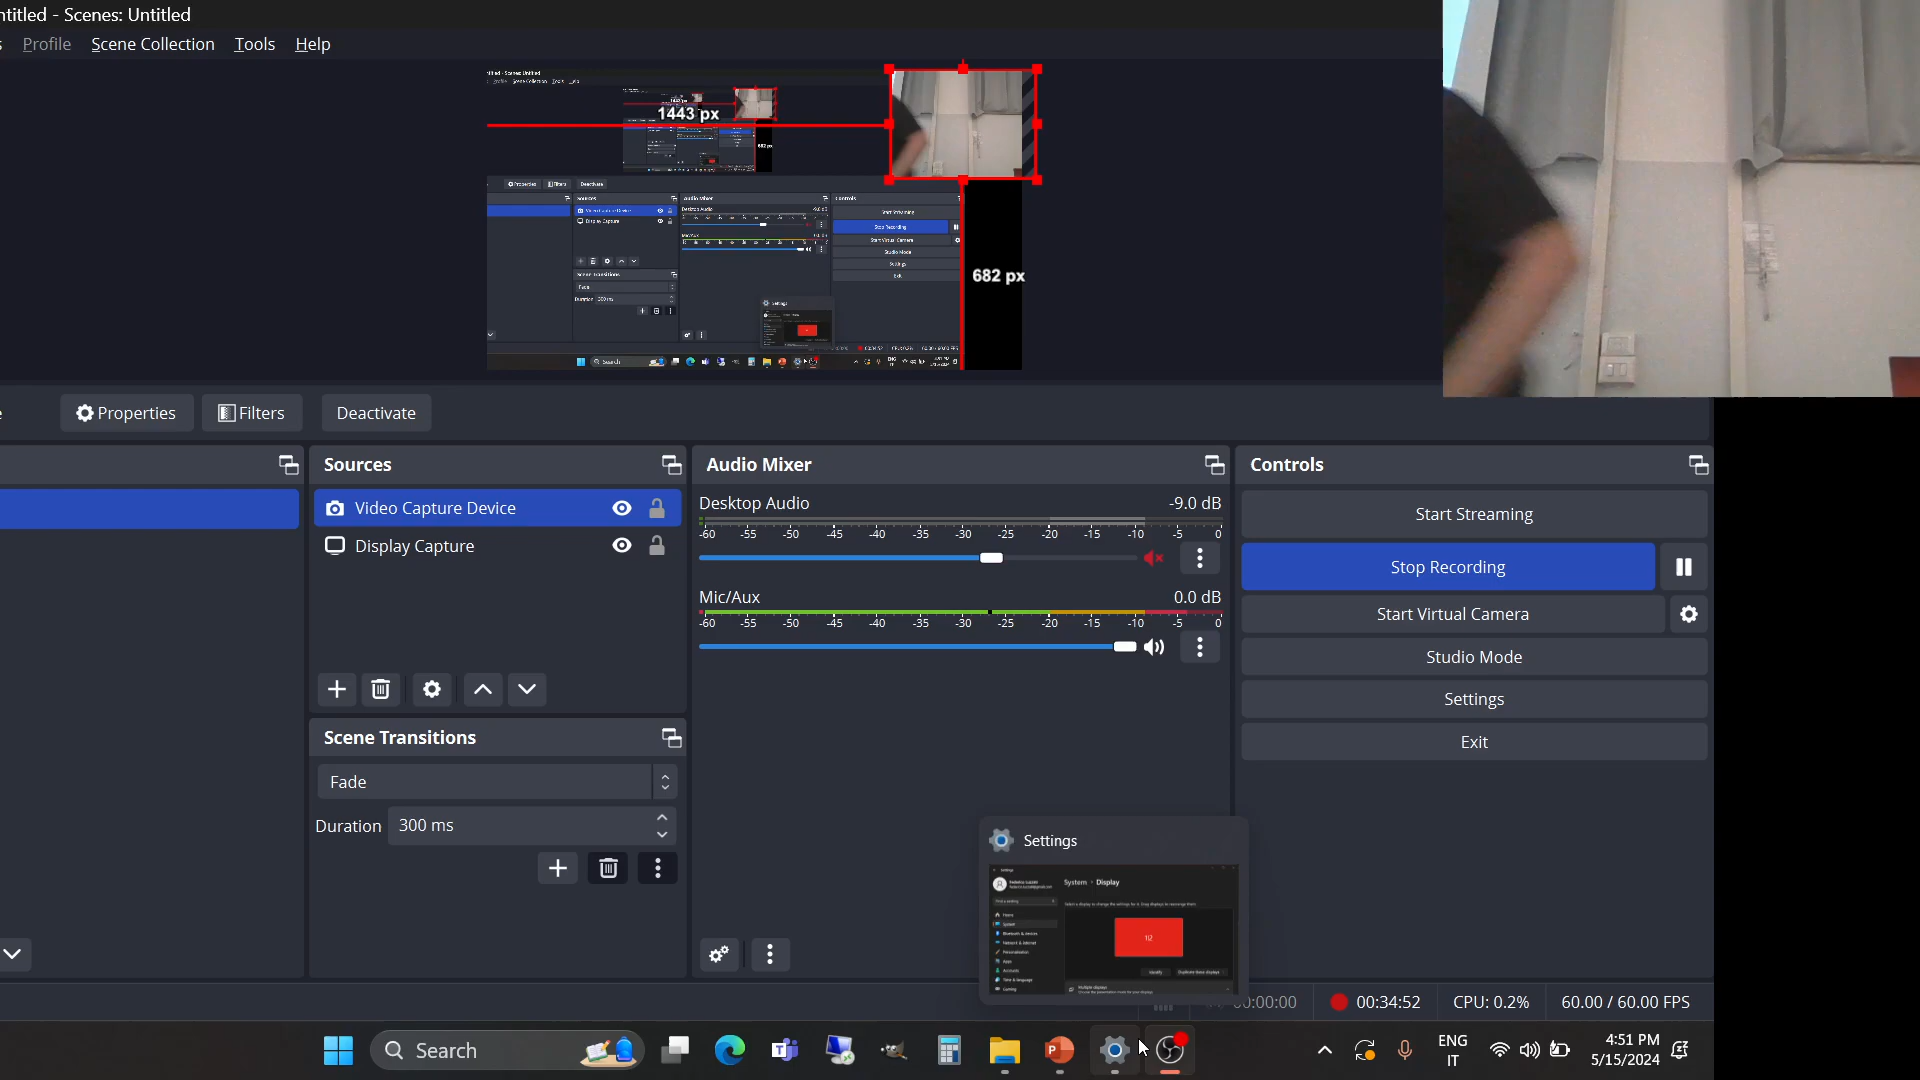 ntitled - Scenes: Untitled
s Profile Scene Collection Tools Help
1443 px
682 px
Properties Filters Deactivate
Sources
Video Capture Device
Display Capture
Scene Transitions
Fade
Duration 300 ms
Audio Mixer
Desktop Audio -9.0 dB
-60 -55 -50 -45 -40 -35 -30 -25 -20 -15 -10 -5 0
Mic/Aux 0.0 dB
-60 -55 -50 -45 -40 -35 -30 -25 -20 -15 -10 -5 0
Controls
Start Streaming
Stop Recording
Start Virtual Camera
Studio Mode
Settings
Exit
Settings
System > Display
00:00:00 00:34:52 CPU: 0.2% 60.00 / 60.00 FPS
Search
ENG
IT
4:51 PM
5/15/2024